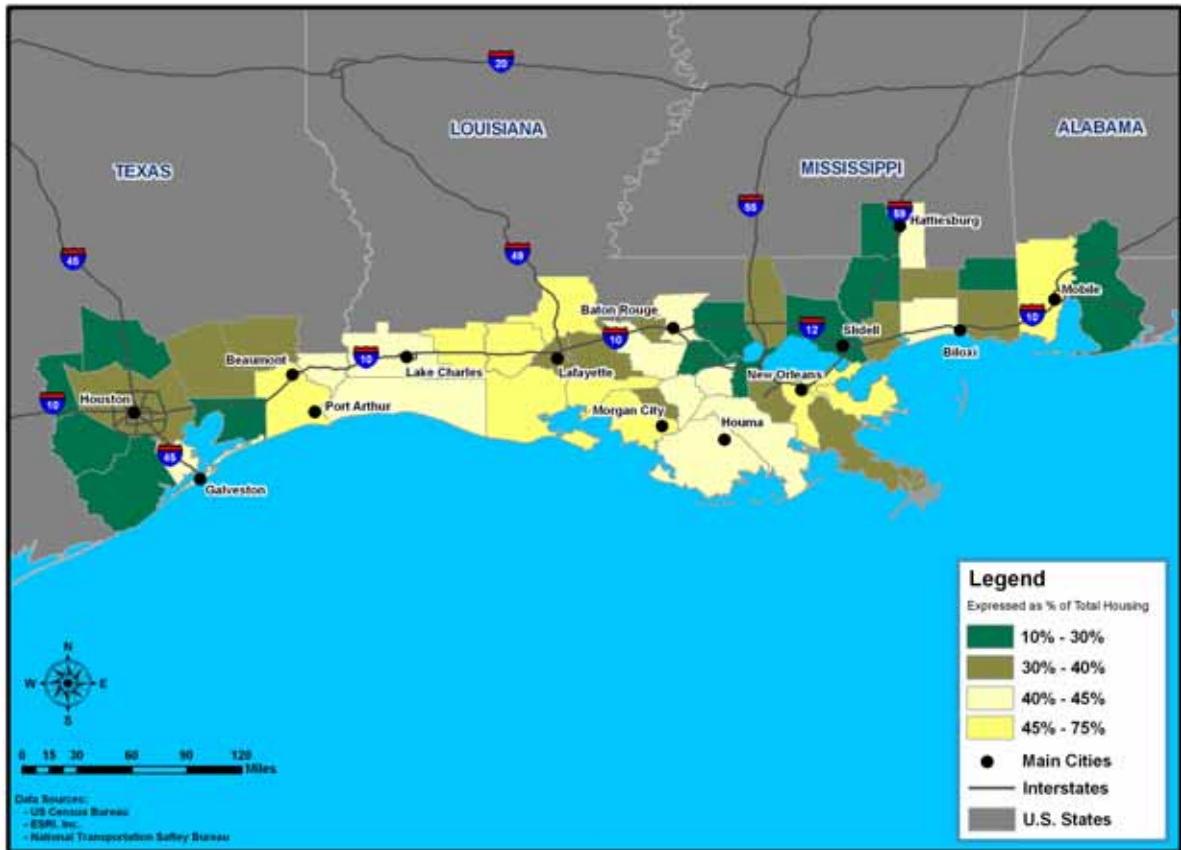 20
LOUISIANA
ALABAMA
TEXAS
MISSISSIPPI
55
59
Hattiesburg
45
49
Mobile
Baton Rouge
12
Slidell
10
10
Beaumont
10
Biloxi
Lake Charles
Lafayette
New Orleans
10
Houston
Port Arthur
Morgan City
Houma
45
Galveston
Legend
Expressed as % of Total Housing
10% - 30%
30% - 40%
40% - 45%
45% - 75%
Main Cities
Interstates
U.S. States
N
W E
S
0 15 30 60 90 120
Miles
Data Sources:
- US Census Bureau
- ESRI, Inc.
- National Transportation Saftey Bureau